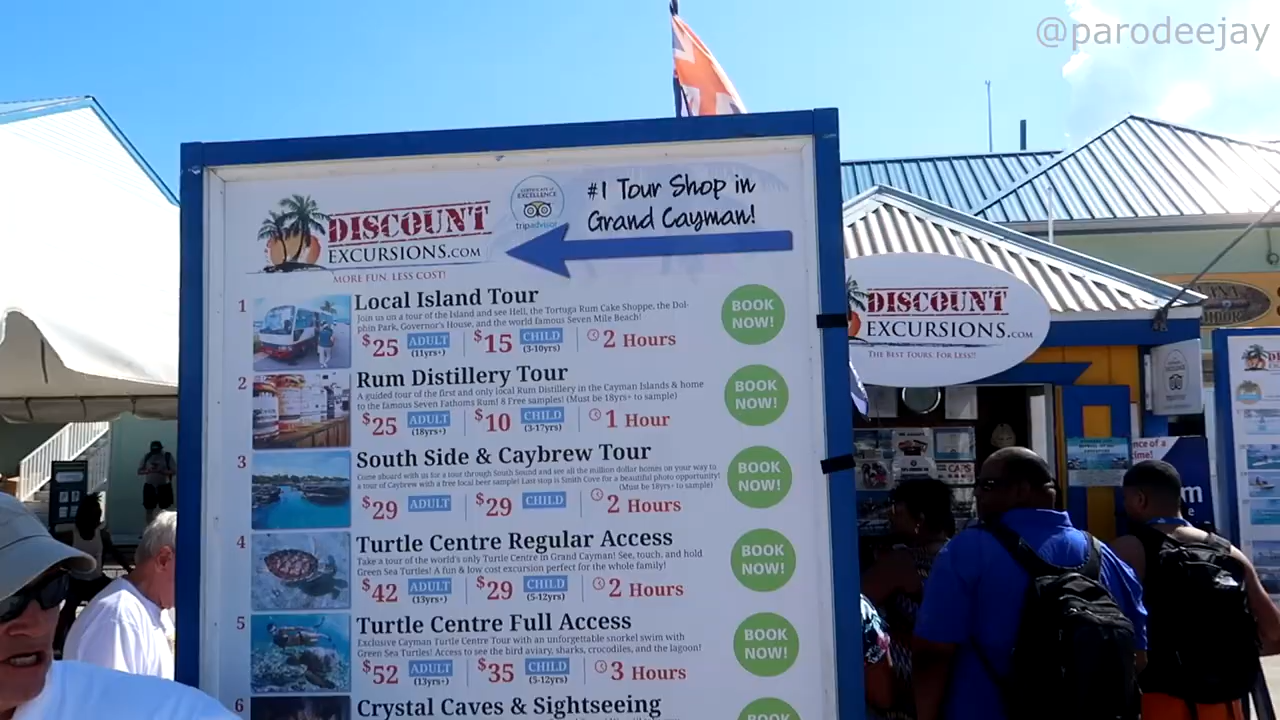 @parodeejay
DISCOUNT
EXCURSIONS.COM
MORE FUN. LESS COST!
CERTIFICATE of
EXCELLENCE
tripadvisor
#1 Tour Shop in
Grand Cayman!
1
Local Island Tour
Join us on a tour of the Island and see Hell, the Tortuga Rum Cake Shoppe, the Dol-
phin Park, Governor's House, and the world famous Seven Mile Beach!
$25 ADULT $15 CHILD 2 Hours
(11yrs+) (3-10yrs)
BOOK
NOW!
2
Rum Distillery Tour
A guided tour of the first and only local Rum Distillery in the Cayman Islands & home
to the famous Seven Fathoms Rum! 8 Free samples! (Must be 18yrs+ to sample)
$25 ADULT $10 CHILD 1 Hour
(18yrs+) (3-17yrs)
BOOK
NOW!
3
South Side & Caybrew Tour
Come aboard with us for a tour through South Sound and see all the million dollar homes on your way to
a tour of Caybrew with a free local beer sample! Last stop is Smith Cove for a beautiful photo opportunity!
(Must be 18yrs+ to sample)
$29 ADULT $29 CHILD 2 Hours
BOOK
NOW!
4
Turtle Centre Regular Access
Take a tour of the world's only Turtle Centre in Grand Cayman! See, touch, and hold
Green Sea Turtles! A fun & low cost excursion perfect for the whole family!
$42 ADULT $29 CHILD 2 Hours
(13yrs+) (5-12yrs)
BOOK
NOW!
5
Turtle Centre Full Access
Exclusive Cayman Turtle Centre Tour with an unforgettable snorkel swim with
Green Sea Turtles! Access to see the bird aviary, sharks, crocodiles, and the lagoon!
$52 ADULT $35 CHILD 3 Hours
(13yrs+) (5-12yrs)
BOOK
NOW!
6
Crystal Caves & Sightseeing
BOOK
DISCOUNT
EXCURSIONS.COM
THE BEST TOURS. FOR LESS!!
CARS